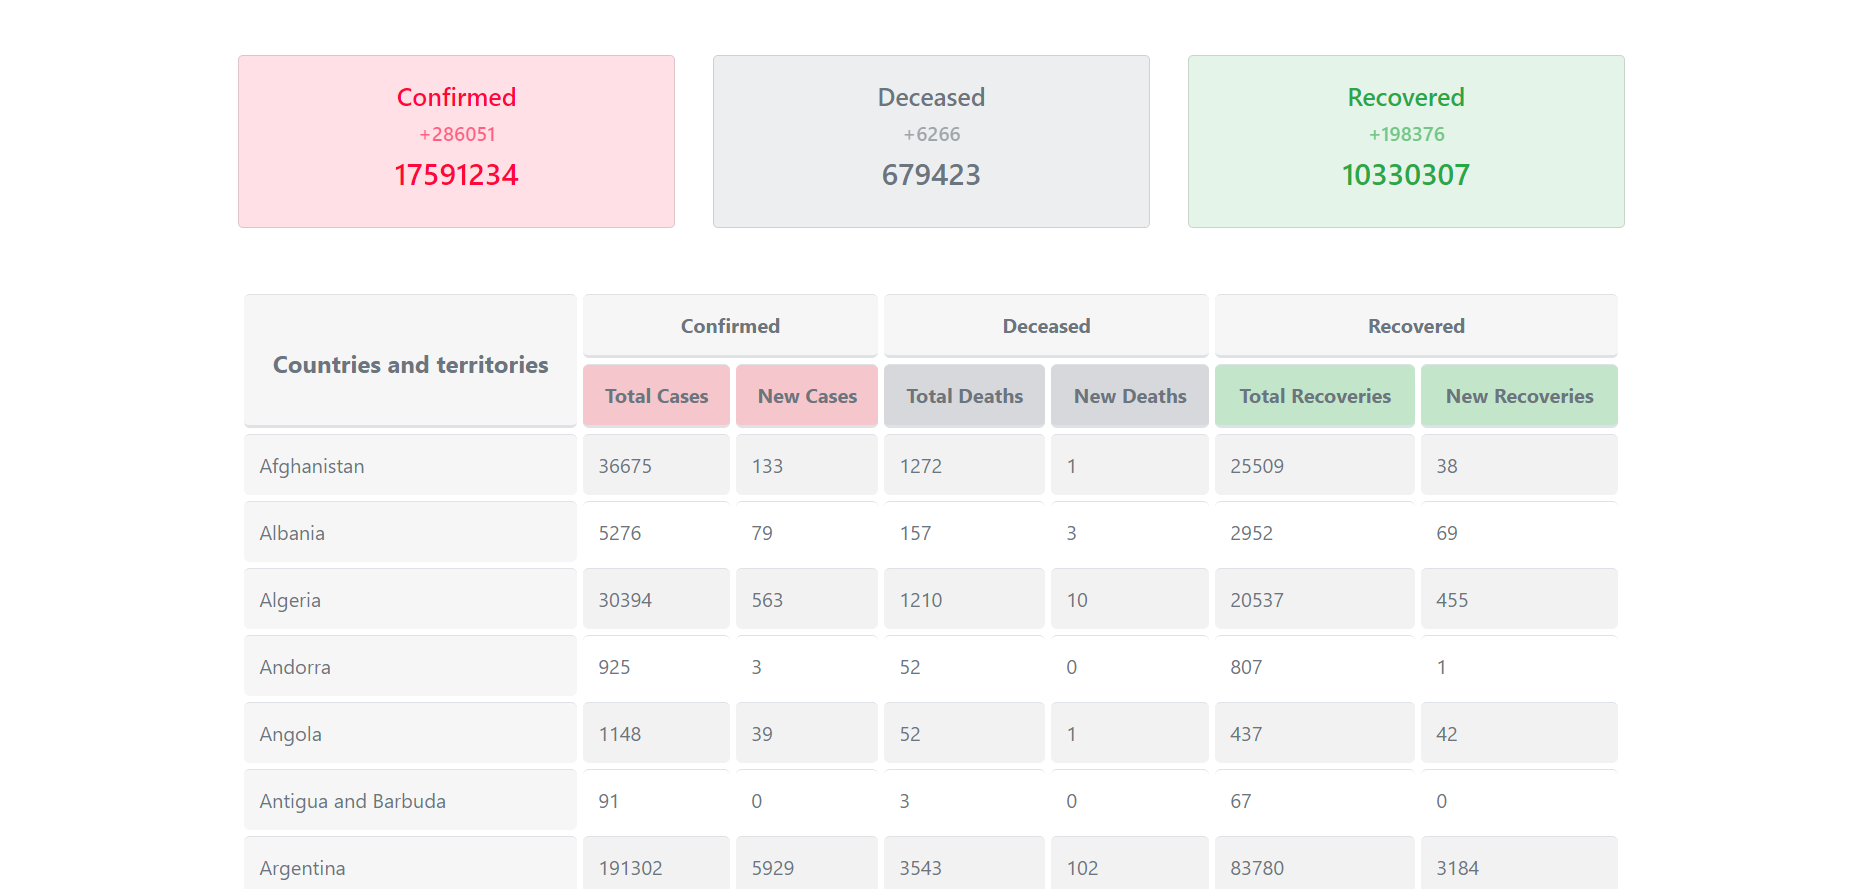 Confirmed
+286051
17591234
Deceased
+6266
679423
Recovered
+198376
10330307
Countries and territories
Confirmed Deceased Recovered
Total Cases New Cases Total Deaths New Deaths Total Recoveries New Recoveries
Afghanistan 36675 133 1272 1 25509 38
Albania 5276 79 157 3 2952 69
Algeria 30394 563 1210 10 20537 455
Andorra 925 3 52 0 807 1
Angola 1148 39 52 1 437 42
Antigua and Barbuda 91 0 3 0 67 0
Argentina 191302 5929 3543 102 83780 3184